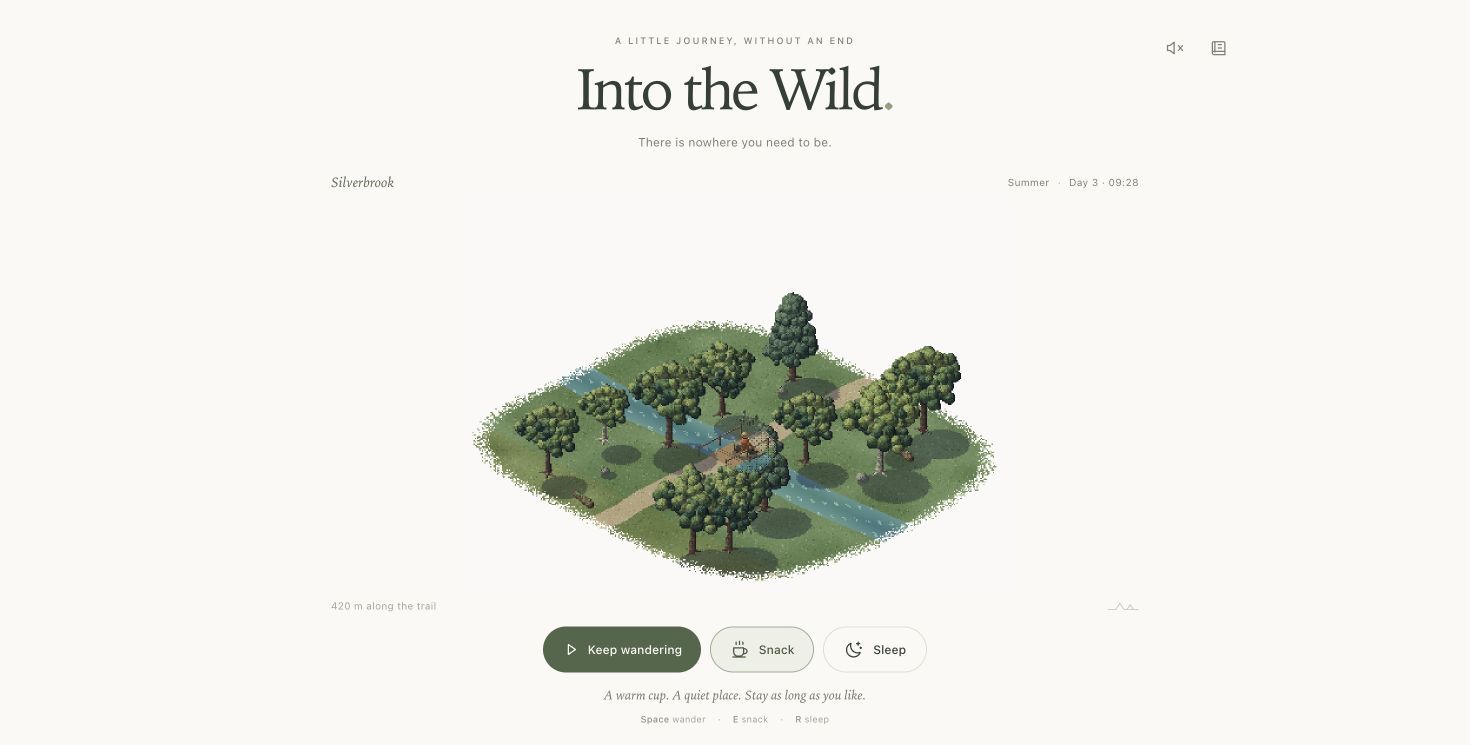 A LITTLE JOURNEY, WITHOUT AN END
Into the Wild.
There is nowhere you need to be.
Silverbrook
Summer · Day 3 · 09:28
420 m along the trail
Keep wandering
Snack
Sleep
A warm cup. A quiet place. Stay as long as you like.
Space wander · E snack · R sleep